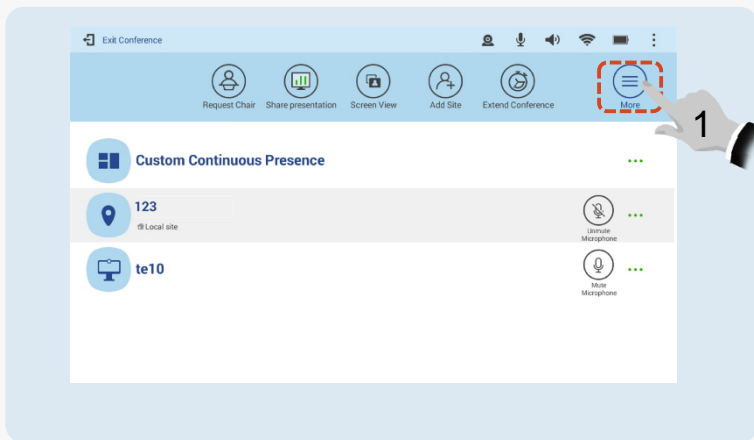 Exit Conference
Request Chair Share presentation Screen View Add Site Extend Conference More
1
Custom Continuous Presence
123
Local site
Unmute
Microphone
te10
Mute
Microphone